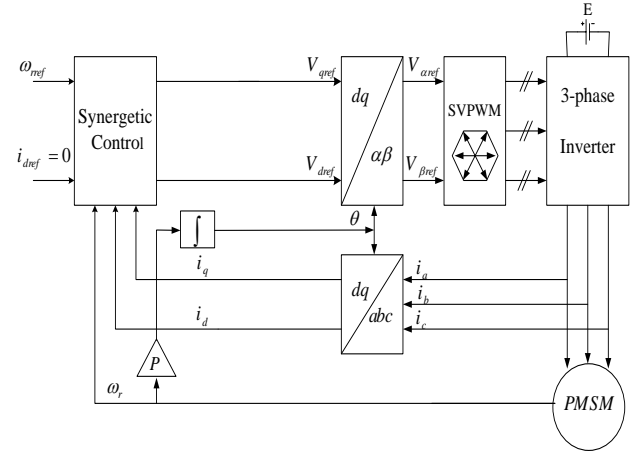 E
+ -
ω_rref
V_qref
V_αref
dq
αβ
SVPWM
3-phase
Inverter
Synergetic
Control
i_dref = 0
V_dref
V_βref
∫
θ
i_q
i_a
dq
abc
i_b
i_d
i_c
P
ω_r
PMSM